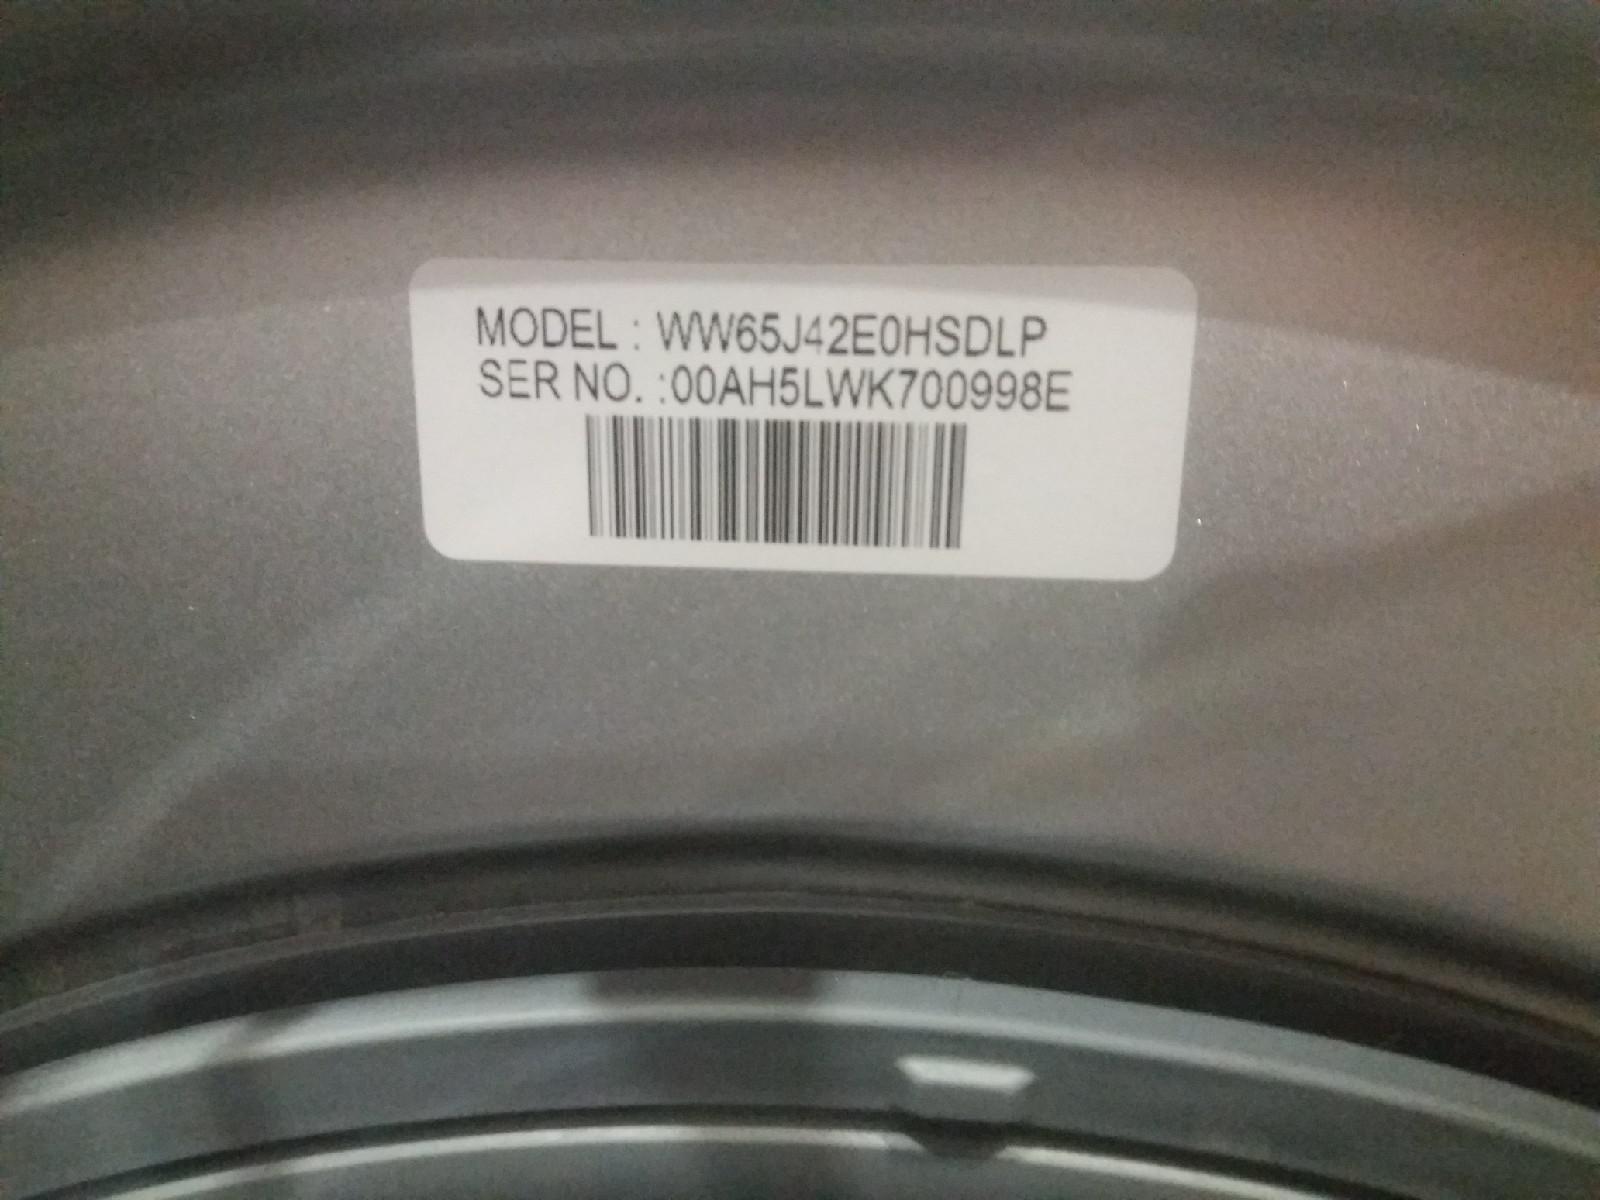 MODEL : WW65J42E0HSDLP
SER NO. :00AH5LWK700998E